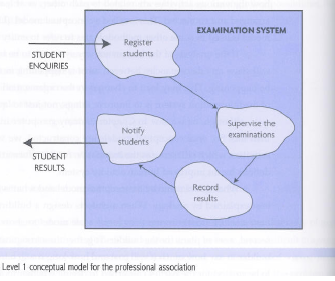 EXAMINATION SYSTEM
Register
students
STUDENT
ENQUIRIES
Supervise the
examinations
Notify
students
STUDENT
RESULTS
Record
results.
Level 1 conceptual model for the professional association